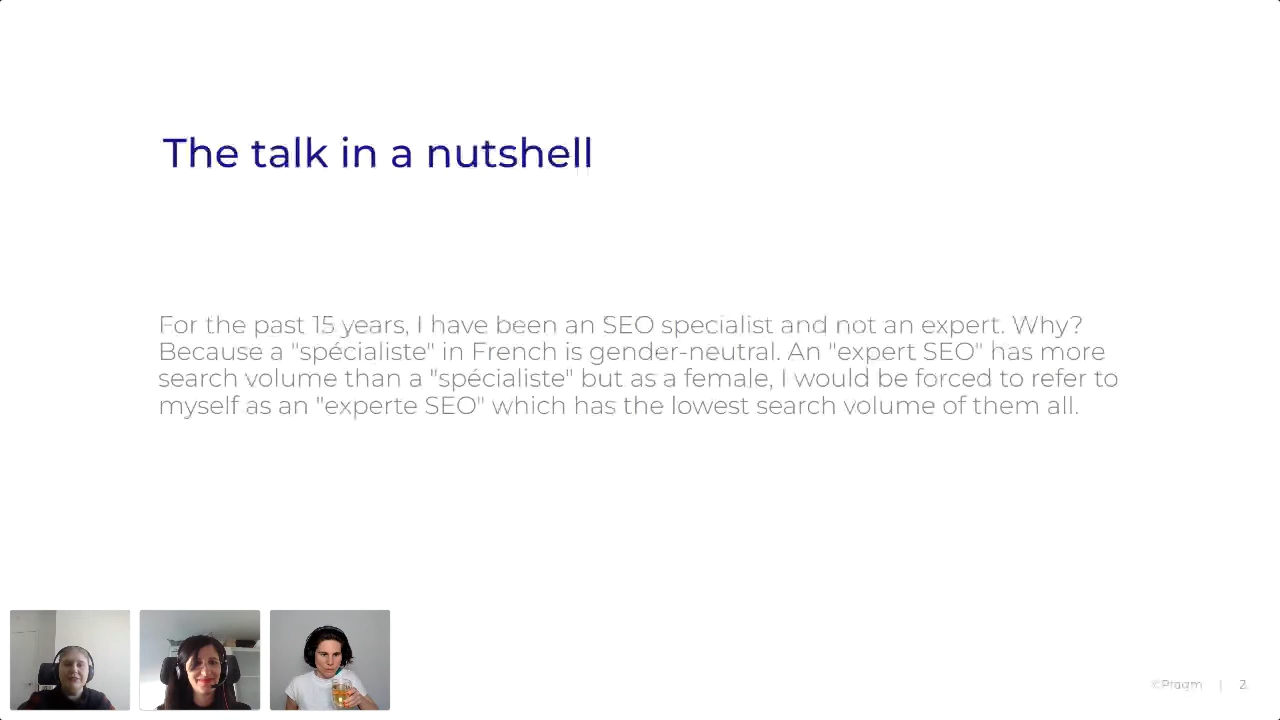 The talk in a nutshell
For the past 15 years, I have been an SEO specialist and not an expert. Why?
Because a "spécialiste" in French is gender-neutral. An "expert SEO" has more
search volume than a "spécialiste" but as a female, I would be forced to refer to
myself as an "experte SEO" which has the lowest search volume of them all.
©Pragm | 2